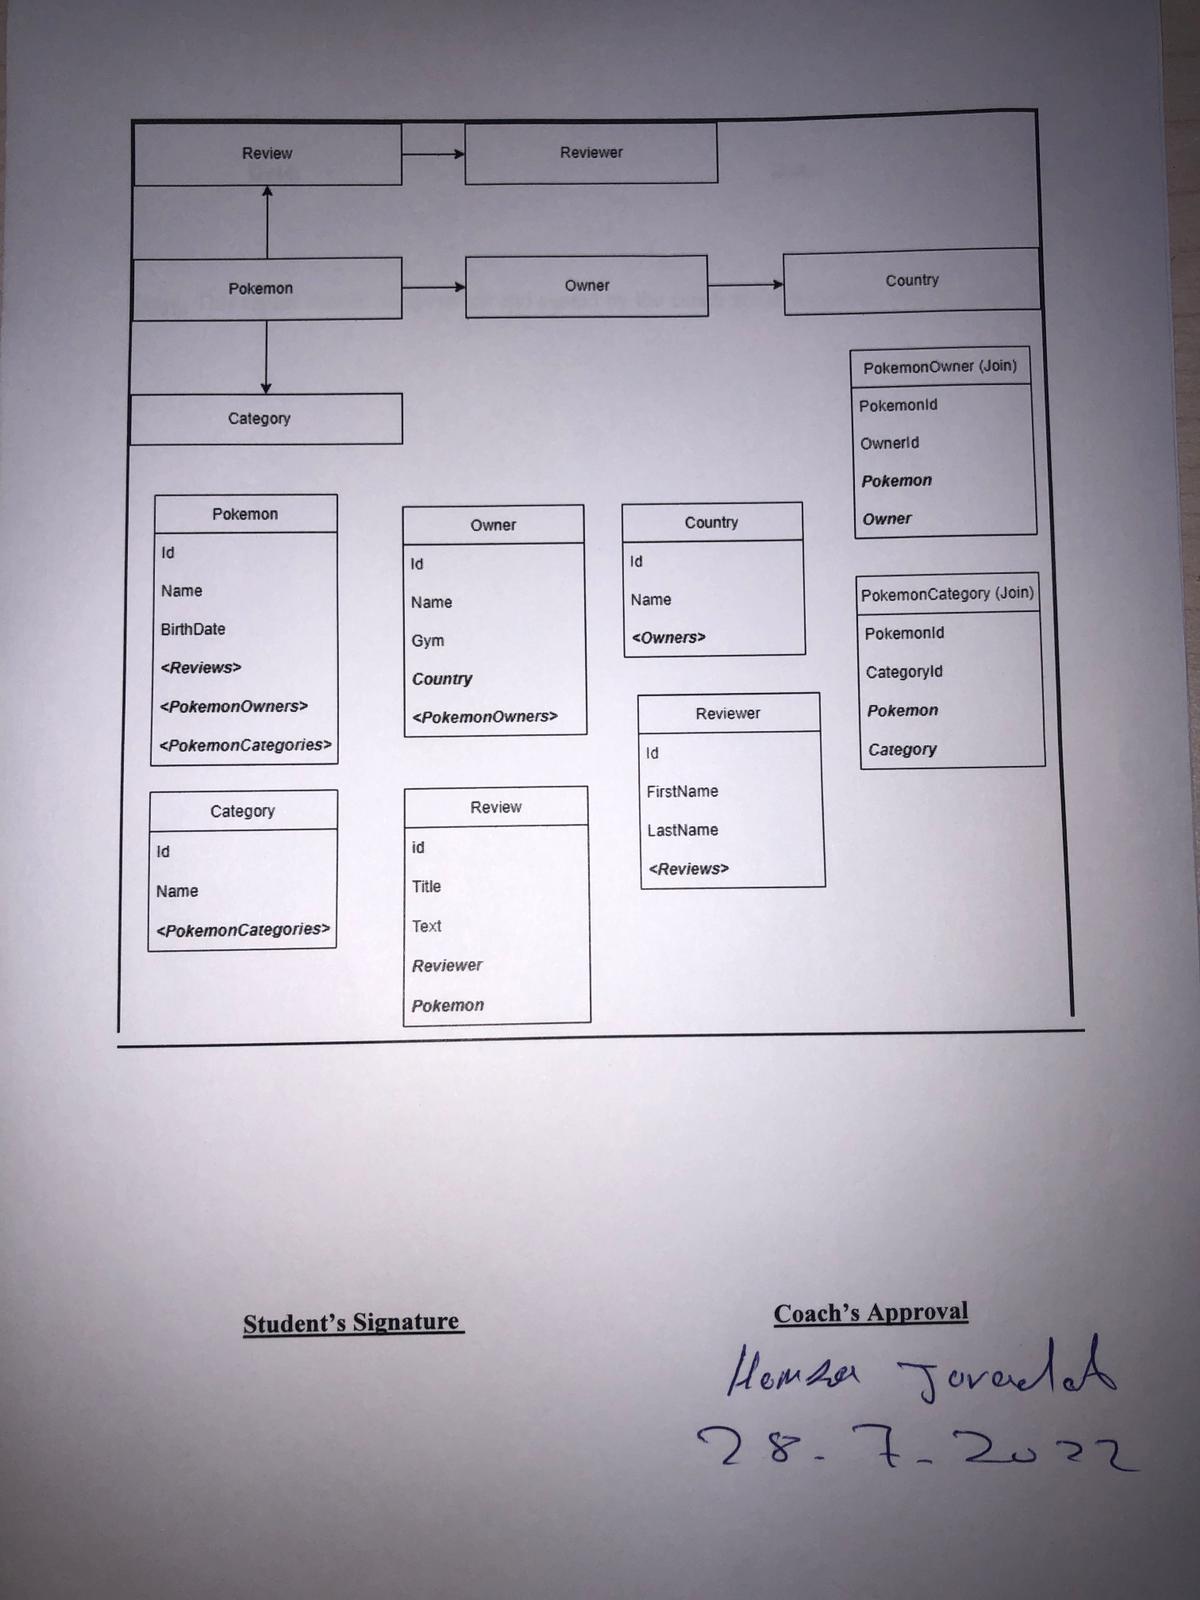 Review
Reviewer
Pokemon
Owner
Country
Category
PokemonOwner (Join)
PokemonId
OwnerId
Pokemon
Owner
Pokemon
Id
Name
BirthDate
<Reviews>
<PokemonOwners>
<PokemonCategories>
Owner
Id
Name
Gym
Country
<PokemonOwners>
Country
Id
Name
<Owners>
PokemonCategory (Join)
PokemonId
CategoryId
Pokemon
Category
Reviewer
Id
FirstName
LastName
<Reviews>
Category
Id
Name
<PokemonCategories>
Review
id
Title
Text
Reviewer
Pokemon
Student's Signature
Coach's Approval
28-7-2022